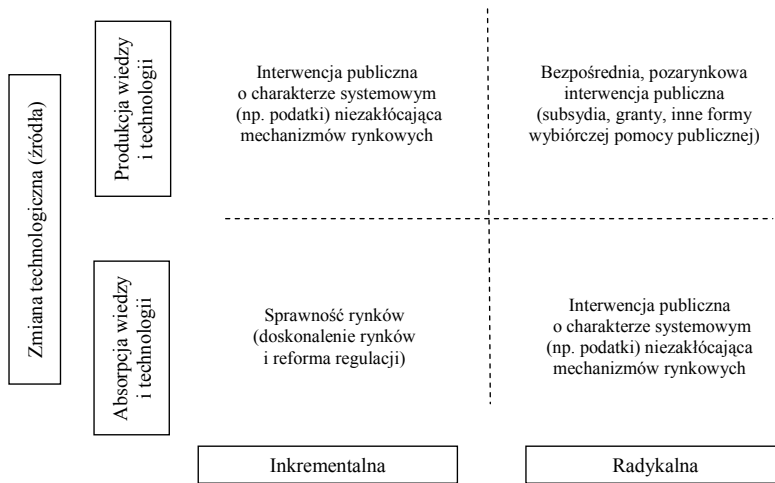 Zmiana technologiczna (źródła)
Produkcja wiedzy
i technologii
Interwencja publiczna
o charakterze systemowym
(np. podatki) niezakłócająca
mechanizmów rynkowych
Bezpośrednia, pozarynkowa
interwencja publiczna
(subsydia, granty, inne formy
wybiórczej pomocy publicznej)
Absorpcja wiedzy
i technologii
Sprawność rynków
(doskonalenie rynków
i reforma regulacji)
Interwencja publiczna
o charakterze systemowym
(np. podatki) niezakłócająca
mechanizmów rynkowych
Inkrementalna
Radykalna